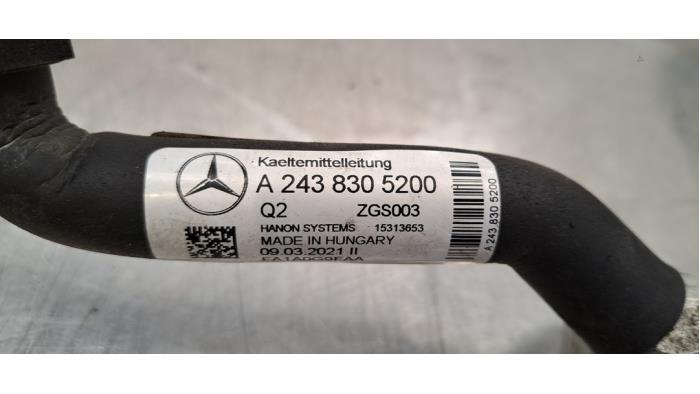 Kaeltemittelleitung
A 243 830 5200
Q2 ZGS003
HANON SYSTEMS 15313653
MADE IN HUNGARY
09.03.2021 II
A 243 830 5200